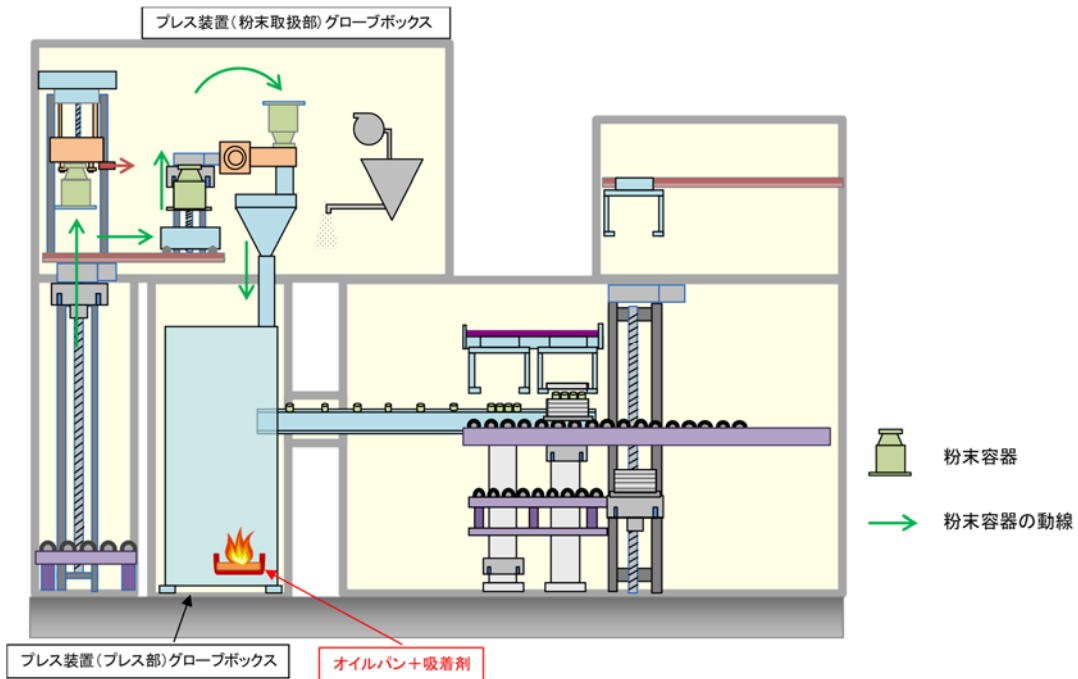 プレス装置(粉末取扱部)グローブボックス
粉末容器
粉末容器の動線
プレス装置(プレス部)グローブボックス
オイルパン+吸着剤